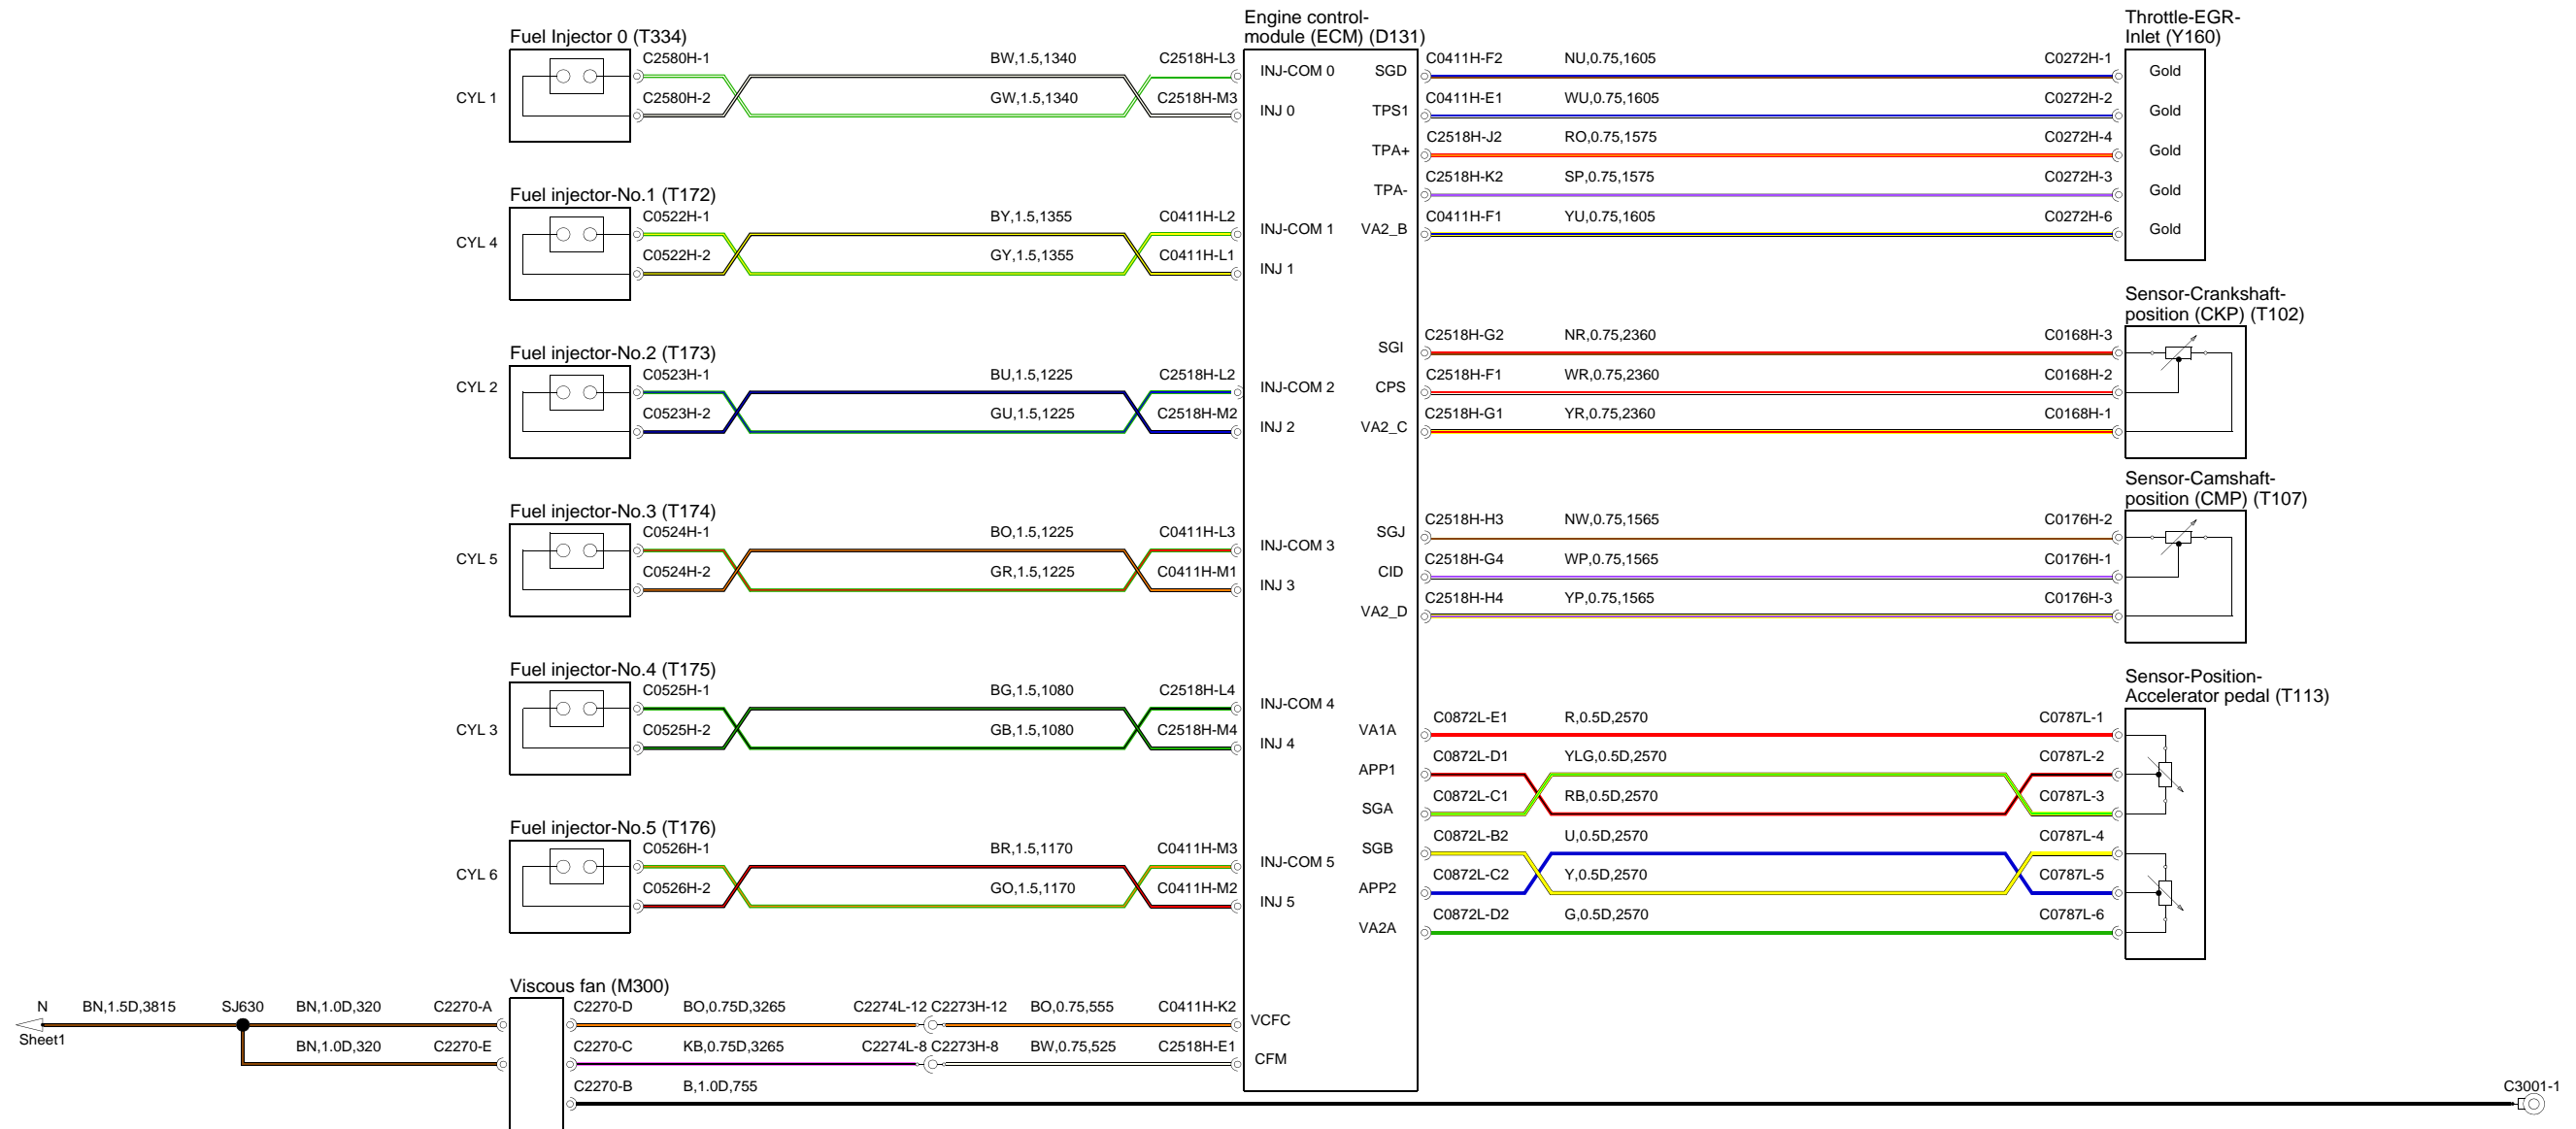 Engine control-
module (ECM) (D131)
Throttle-EGR-
Inlet (Y160)
Fuel Injector 0 (T334)
CYL 1
C2580H-1 BW,1.5,1340 C2518H-L3
C2580H-2 GW,1.5,1340 C2518H-M3
INJ-COM 0
INJ 0
Fuel injector-No.1 (T172)
CYL 4
C0522H-1 BY,1.5,1355 C0411H-L2
C0522H-2 GY,1.5,1355 C0411H-L1
INJ-COM 1
INJ 1
Fuel injector-No.2 (T173)
CYL 2
C0523H-1 BU,1.5,1225 C2518H-L2
C0523H-2 GU,1.5,1225 C2518H-M2
INJ-COM 2
INJ 2
Fuel injector-No.3 (T174)
CYL 5
C0524H-1 BO,1.5,1225 C0411H-L3
C0524H-2 GR,1.5,1225 C0411H-M1
INJ-COM 3
INJ 3
Fuel injector-No.4 (T175)
CYL 3
C0525H-1 BG,1.5,1080 C2518H-L4
C0525H-2 GB,1.5,1080 C2518H-M4
INJ-COM 4
INJ 4
Fuel injector-No.5 (T176)
CYL 6
C0526H-1 BR,1.5,1170 C0411H-M3
C0526H-2 GO,1.5,1170 C0411H-M2
INJ-COM 5
INJ 5
SGD C0411H-F2 NU,0.75,1605 C0272H-1 Gold
TPS1 C0411H-E1 WU,0.75,1605 C0272H-2 Gold
TPA+ C2518H-J2 RO,0.75,1575 C0272H-4 Gold
TPA- C2518H-K2 SP,0.75,1575 C0272H-3 Gold
VA2_B C0411H-F1 YU,0.75,1605 C0272H-6 Gold
Sensor-Crankshaft-
position (CKP) (T102)
SGI C2518H-G2 NR,0.75,2360 C0168H-3
CPS C2518H-F1 WR,0.75,2360 C0168H-2
VA2_C C2518H-G1 YR,0.75,2360 C0168H-1
Sensor-Camshaft-
position (CMP) (T107)
SGJ C2518H-H3 NW,0.75,1565 C0176H-2
CID C2518H-G4 WP,0.75,1565 C0176H-1
VA2_D C2518H-H4 YP,0.75,1565 C0176H-3
Sensor-Position-
Accelerator pedal (T113)
VA1A C0872L-E1 R,0.5D,2570 C0787L-1
APP1 C0872L-D1 YLG,0.5D,2570 C0787L-2
SGA C0872L-C1 RB,0.5D,2570 C0787L-3
SGB C0872L-B2 U,0.5D,2570 C0787L-4
APP2 C0872L-C2 Y,0.5D,2570 C0787L-5
VA2A C0872L-D2 G,0.5D,2570 C0787L-6
Viscous fan (M300)
N BN,1.5D,3815 SJ630 BN,1.0D,320 C2270-A
Sheet1
BN,1.0D,320 C2270-E
C2270-D BO,0.75D,3265 C2274L-12 C2273H-12 BO,0.75,555 C0411H-K2 VCFC
C2270-C KB,0.75D,3265 C2274L-8 C2273H-8 BW,0.75,525 C2518H-E1 CFM
C2270-B B,1.0D,755 C3001-1